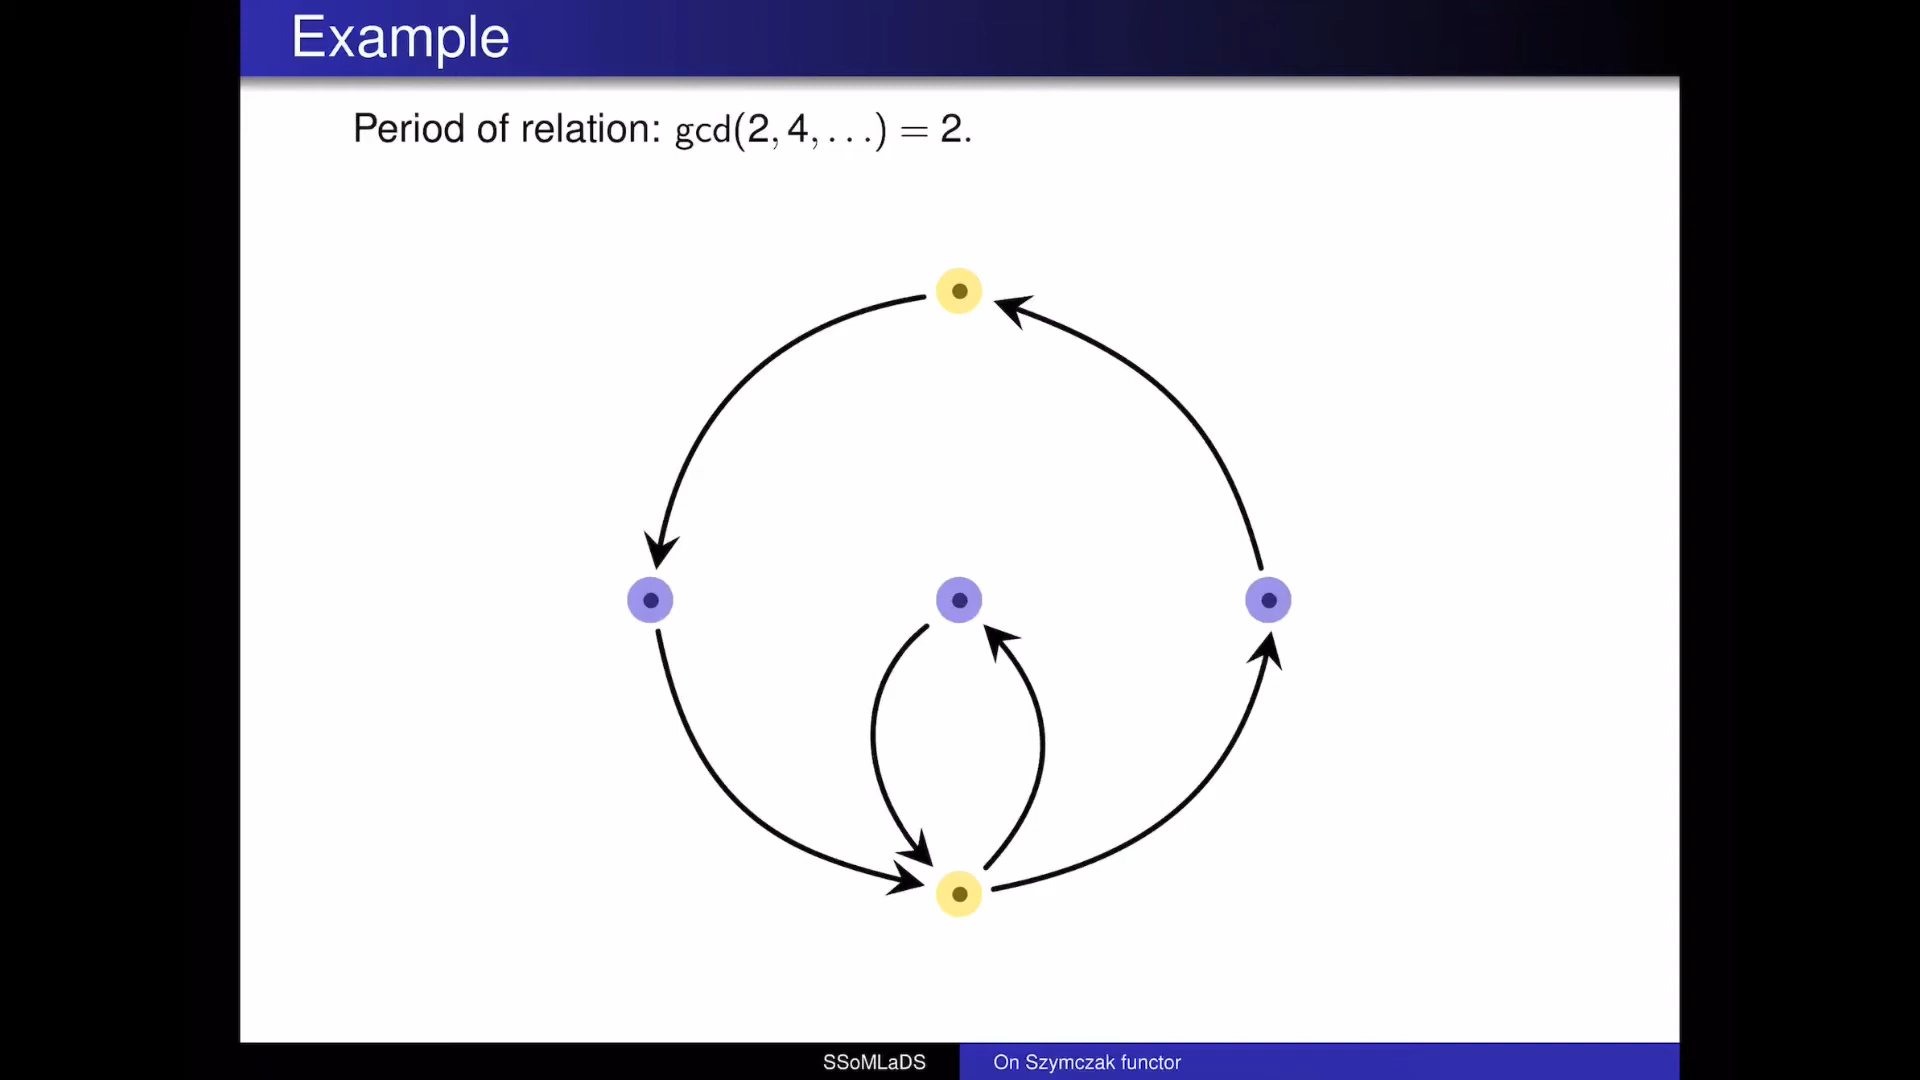 Example
Period of relation: gcd(2, 4, . . .) = 2.
SSoMLaDS
On Szymczak functor